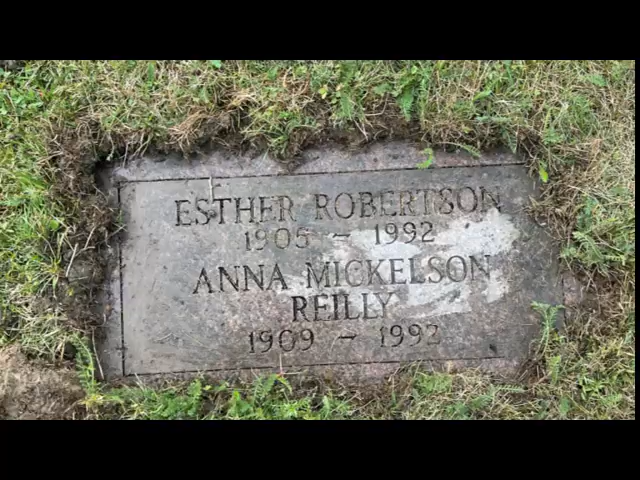 ESTHER ROBERTSON
1905 – 1992
ANNA MICKELSON
REILLY
1909 – 1992